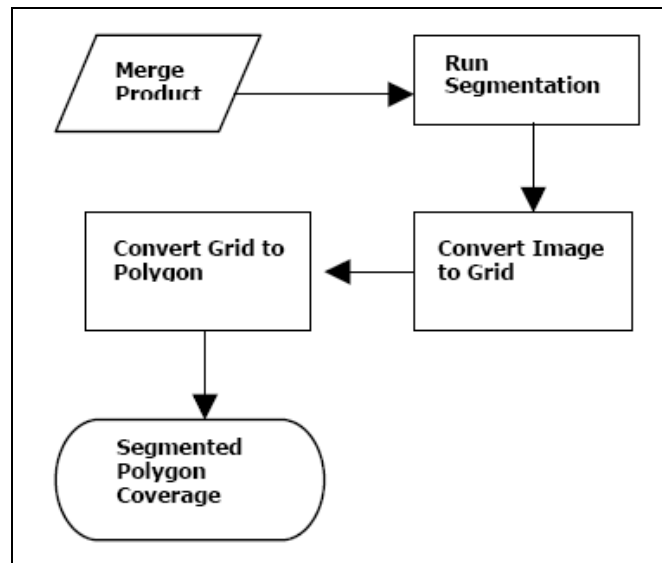 Merge
Product
Run
Segmentation
Convert Image
to Grid
Convert Grid to
Polygon
Segmented
Polygon
Coverage